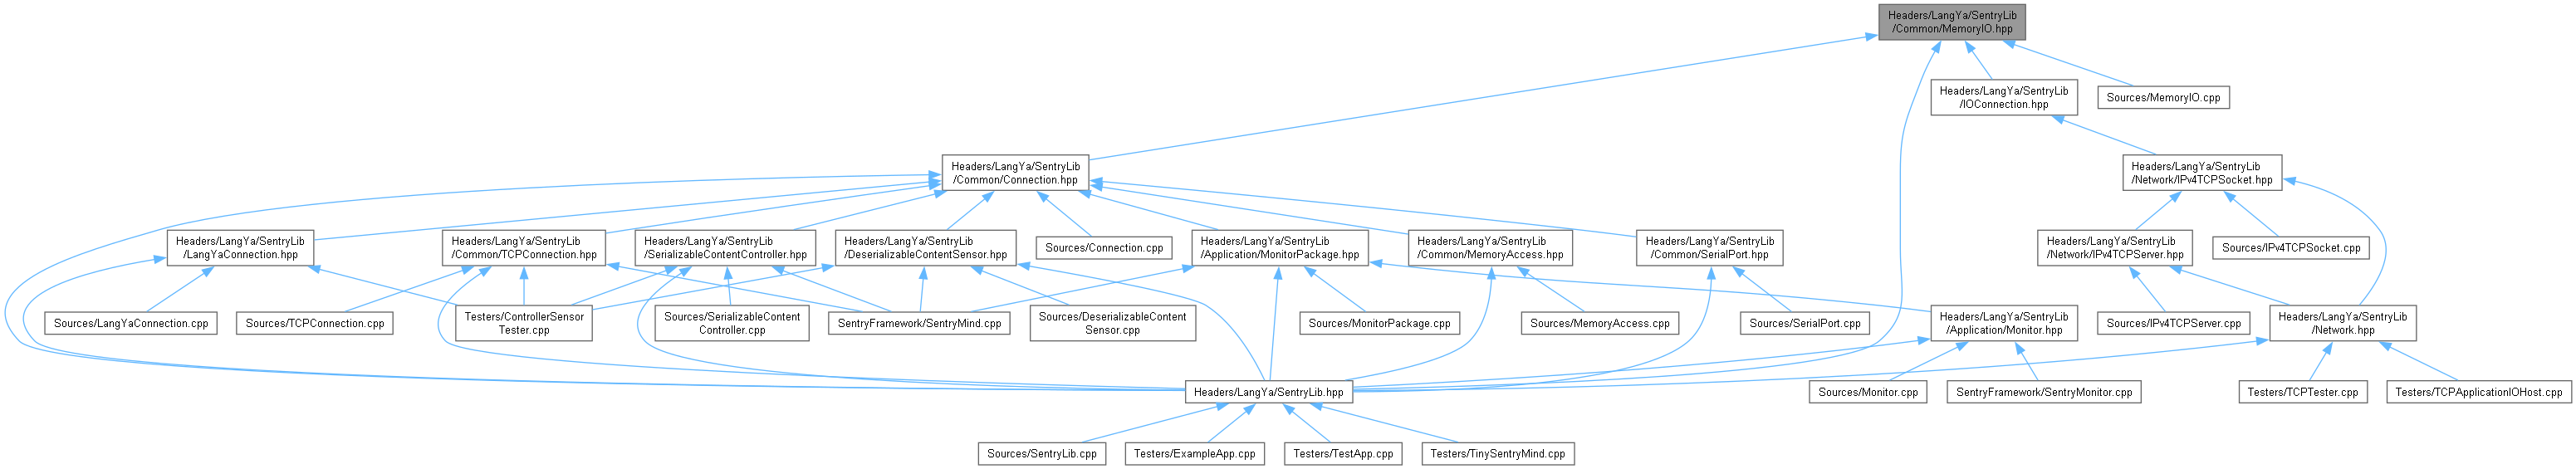 Headers/LangYa/SentryLib
/Common/MemoryIO.hpp
Headers/LangYa/SentryLib
/IOConnection.hpp
Sources/MemoryIO.cpp
Headers/LangYa/SentryLib
/Common/Connection.hpp
Headers/LangYa/SentryLib
/Network/IPv4TCPSocket.hpp
Headers/LangYa/SentryLib
/LangYaConnection.hpp
Headers/LangYa/SentryLib
/Common/TCPConnection.hpp
Headers/LangYa/SentryLib
/SerializableContentController.hpp
Headers/LangYa/SentryLib
/DeserializableContentSensor.hpp
Sources/Connection.cpp
Headers/LangYa/SentryLib
/Application/MonitorPackage.hpp
Headers/LangYa/SentryLib
/Common/MemoryAccess.hpp
Headers/LangYa/SentryLib
/Common/SerialPort.hpp
Headers/LangYa/SentryLib
/Network/IPv4TCPServer.hpp
Sources/IPv4TCPSocket.cpp
Sources/LangYaConnection.cpp
Sources/TCPConnection.cpp
Testers/ControllerSensor
Tester.cpp
Sources/SerializableContent
Controller.cpp
SentryFramework/SentryMind.cpp
Sources/DeserializableContent
Sensor.cpp
Sources/MonitorPackage.cpp
Sources/MemoryAccess.cpp
Sources/SerialPort.cpp
Headers/LangYa/SentryLib
/Application/Monitor.hpp
Sources/IPv4TCPServer.cpp
Headers/LangYa/SentryLib
/Network.hpp
Headers/LangYa/SentryLib.hpp
Sources/Monitor.cpp
SentryFramework/SentryMonitor.cpp
Testers/TCPTester.cpp
Testers/TCPApplicationIOHost.cpp
Sources/SentryLib.cpp
Testers/ExampleApp.cpp
Testers/TestApp.cpp
Testers/TinySentryMind.cpp